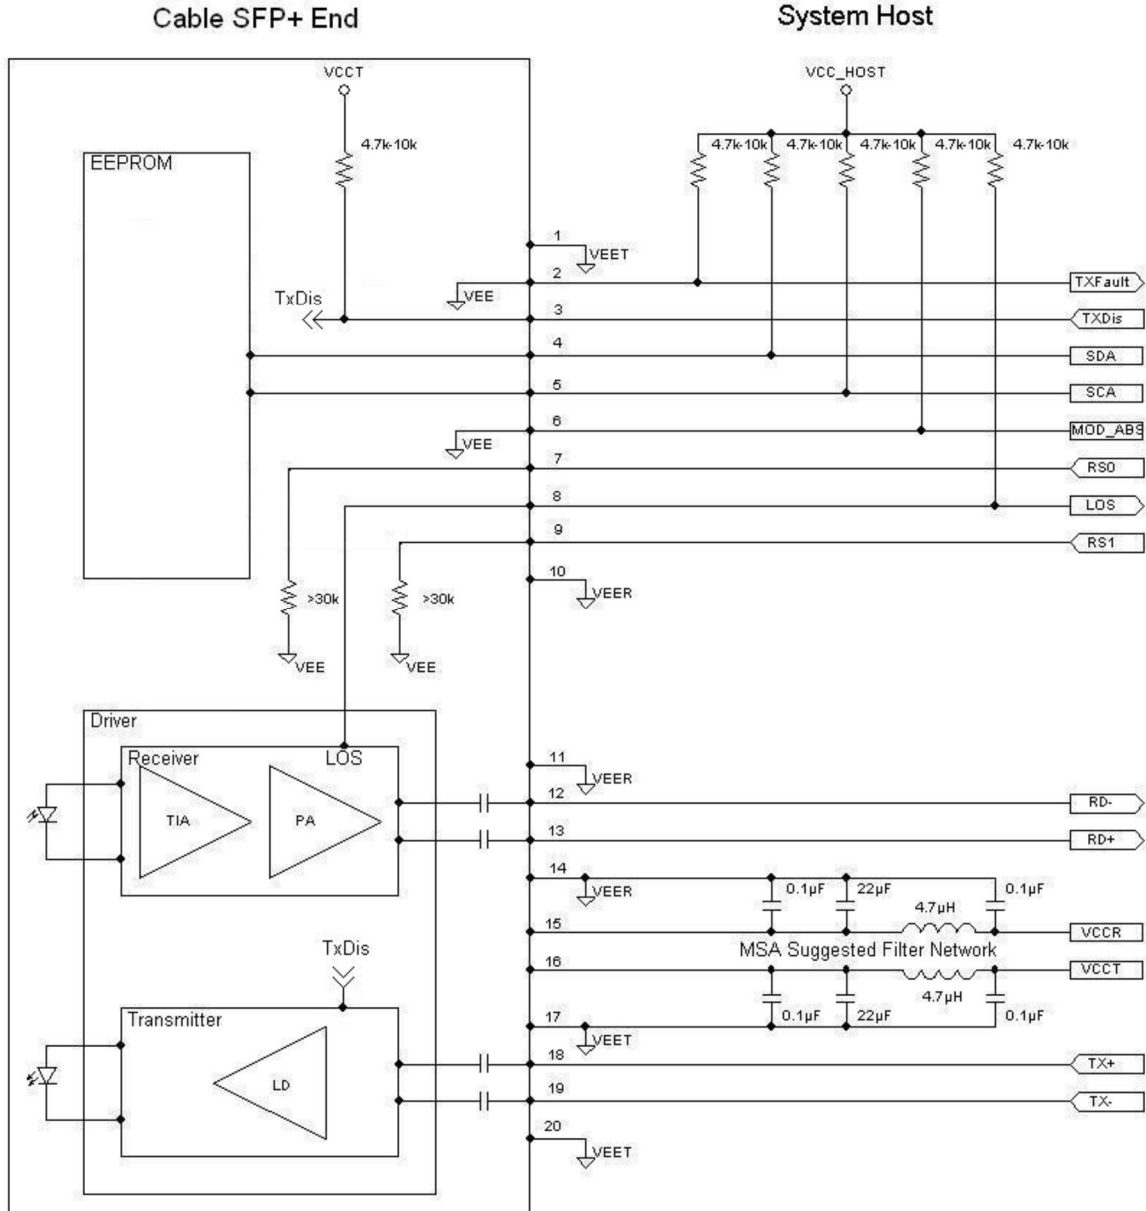 Cable SFP+ End
System Host
VCCT
VCC_HOST
4.7k-10k
4.7k-10k
4.7k-10k
4.7k-10k
4.7k-10k
4.7k-10k
EEPROM
1
VEET
2
VEE
TXFault
TxDis
3
TXDis
4
SDA
5
SCA
6
VEE
MOD_ABS
7
RS0
8
LOS
9
RS1
10
VEER
>30k
>30k
VEE
VEE
Driver
Receiver
LOS
TIA
PA
11
VEER
12
RD-
13
RD+
14
VEER
0.1µF
22µF
0.1µF
4.7µH
15
VCCR
MSA Suggested Filter Network
TxDis
16
VCCT
4.7µH
0.1µF
22µF
0.1µF
Transmitter
17
VEET
18
TX+
LD
19
TX-
20
VEET